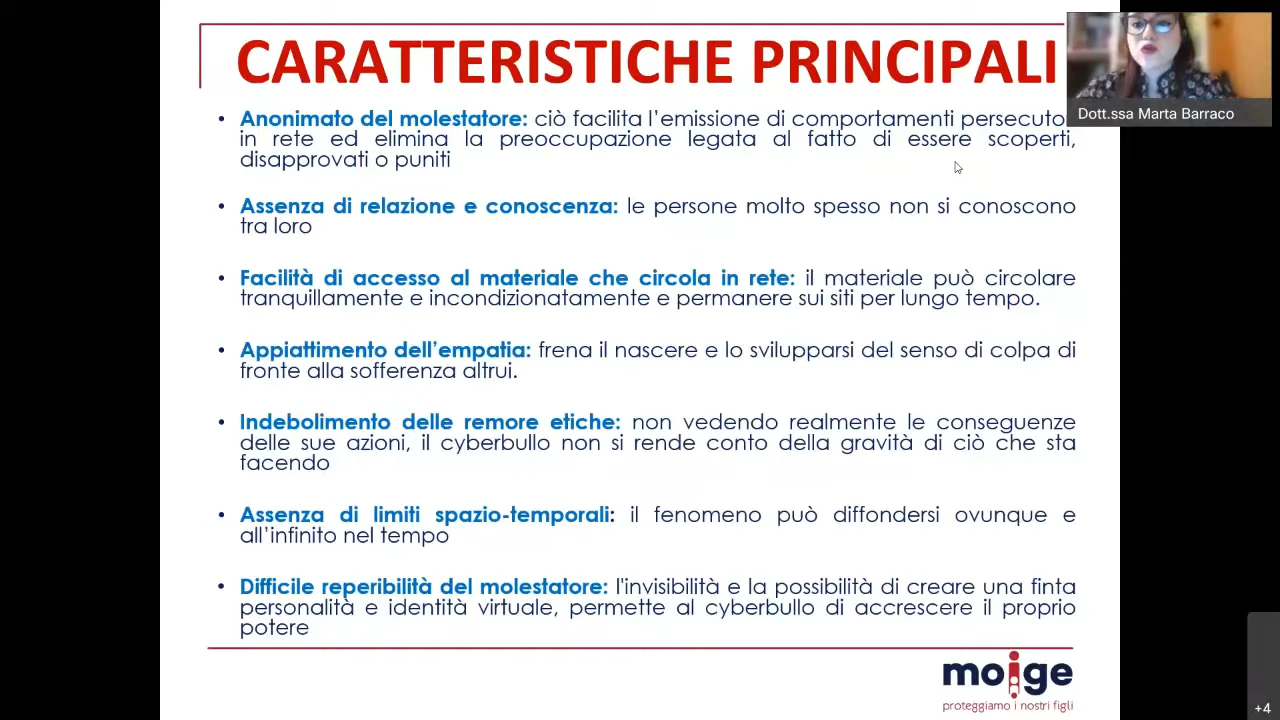 CARATTERISTICHE PRINCIPALI
Dott.ssa Marta Barraco
• Anonimato del molestatore: ciò facilita l'emissione di comportamenti persecuto
in rete ed elimina la preoccupazione legata al fatto di essere scoperti,
disapprovati o puniti
• Assenza di relazione e conoscenza: le persone molto spesso non si conoscono
tra loro
• Facilità di accesso al materiale che circola in rete: il materiale può circolare
tranquillamente e incondizionatamente e permanere sui siti per lungo tempo.
• Appiattimento dell'empatia: frena il nascere e lo svilupparsi del senso di colpa di
fronte alla sofferenza altrui.
• Indebolimento delle remore etiche: non vedendo realmente le conseguenze
delle sue azioni, il cyberbullo non si rende conto della gravità di ciò che sta
facendo
• Assenza di limiti spazio-temporali: il fenomeno può diffondersi ovunque e
all'infinito nel tempo
• Difficile reperibilità del molestatore: l'invisibilità e la possibilità di creare una finta
personalità e identità virtuale, permette al cyberbullo di accrescere il proprio
potere
moige
proteggiamo i nostri figli
+4